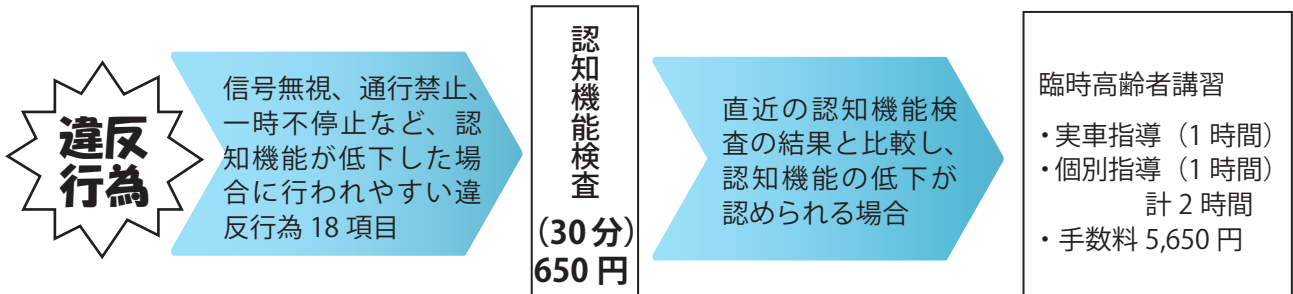 違反
行為
信号無視、通行禁止、
一時不停止など、認
知機能が低下した場
合に行われやすい違
反行為 18 項目
認知機能検査
(30 分)
650 円
直近の認知機能検
査の結果と比較し、
認知機能の低下が
認められる場合
臨時高齢者講習
・実車指導（1 時間）
・個別指導（1 時間）
計 2 時間
・手数料 5,650 円